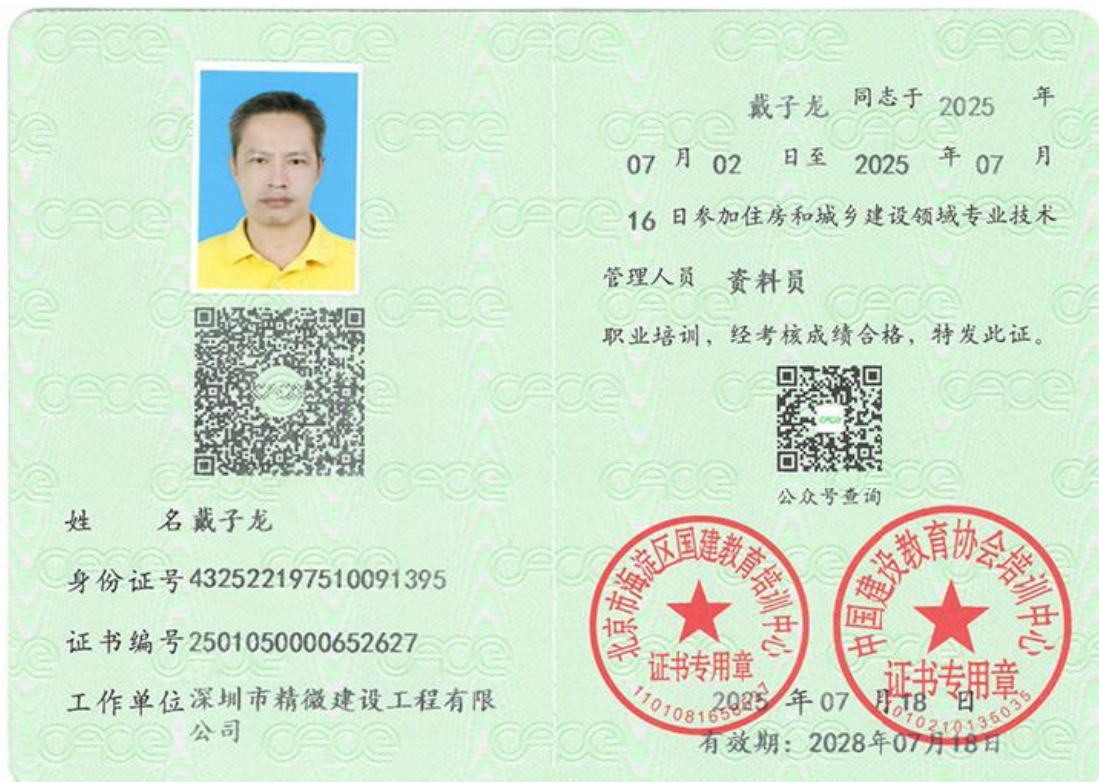 姓 名 戴子龙
身份证号 432522197510091395
证书编号 2501050000652627
工作单位 深圳市精微建设工程有限
公司
戴子龙 同志于 2025 年
07 月 02 日至 2025 年 07 月
16 日参加住房和城乡建设领域专业技术
管理人员 资料员
职业培训，经考核成绩合格，特发此证。
公众号查询
北京市海淀区国建教育培训中心
证书专用章
中国建设教育协会培训中心
证书专用章
2025 年 07 月 18 日
有效期：2028年07月18日